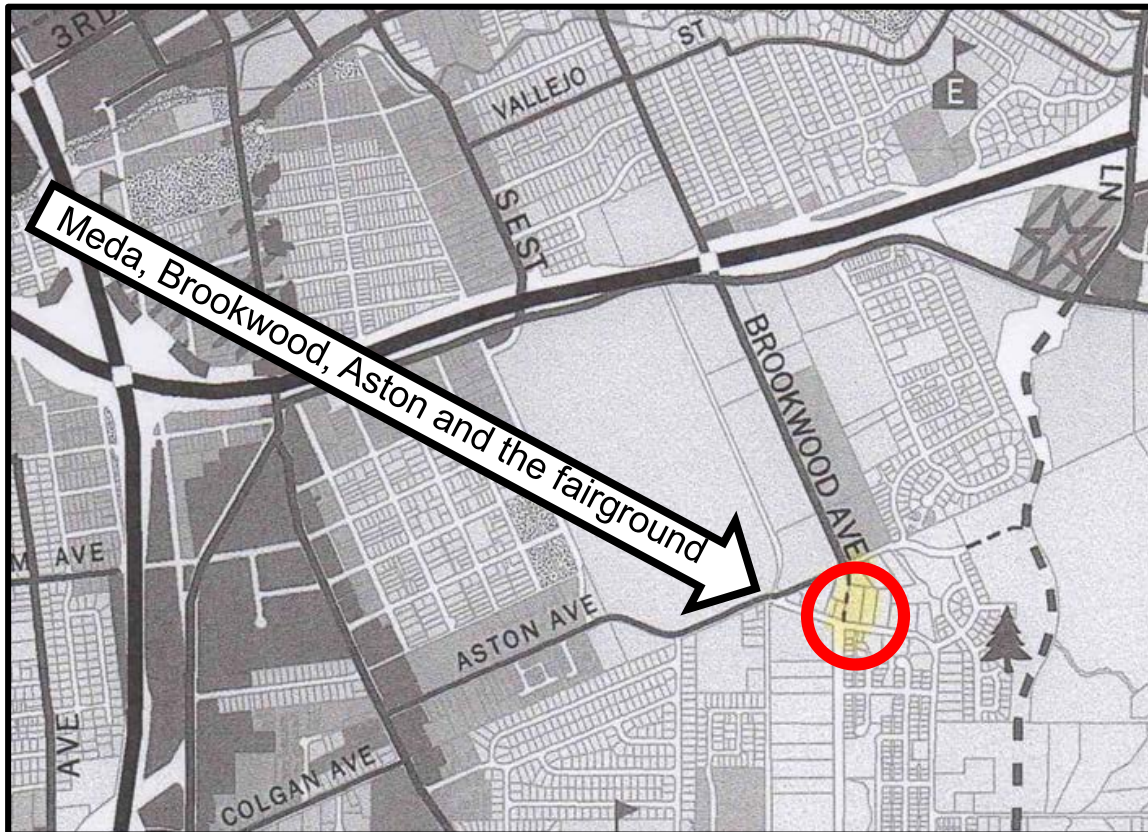 3RD
VALLEJO
ST
E
S E ST
LN
Meda, Brookwood, Aston and the fairground
BROOKWOOD AVE
M AVE
ASTON AVE
AVE
COLGAN AVE